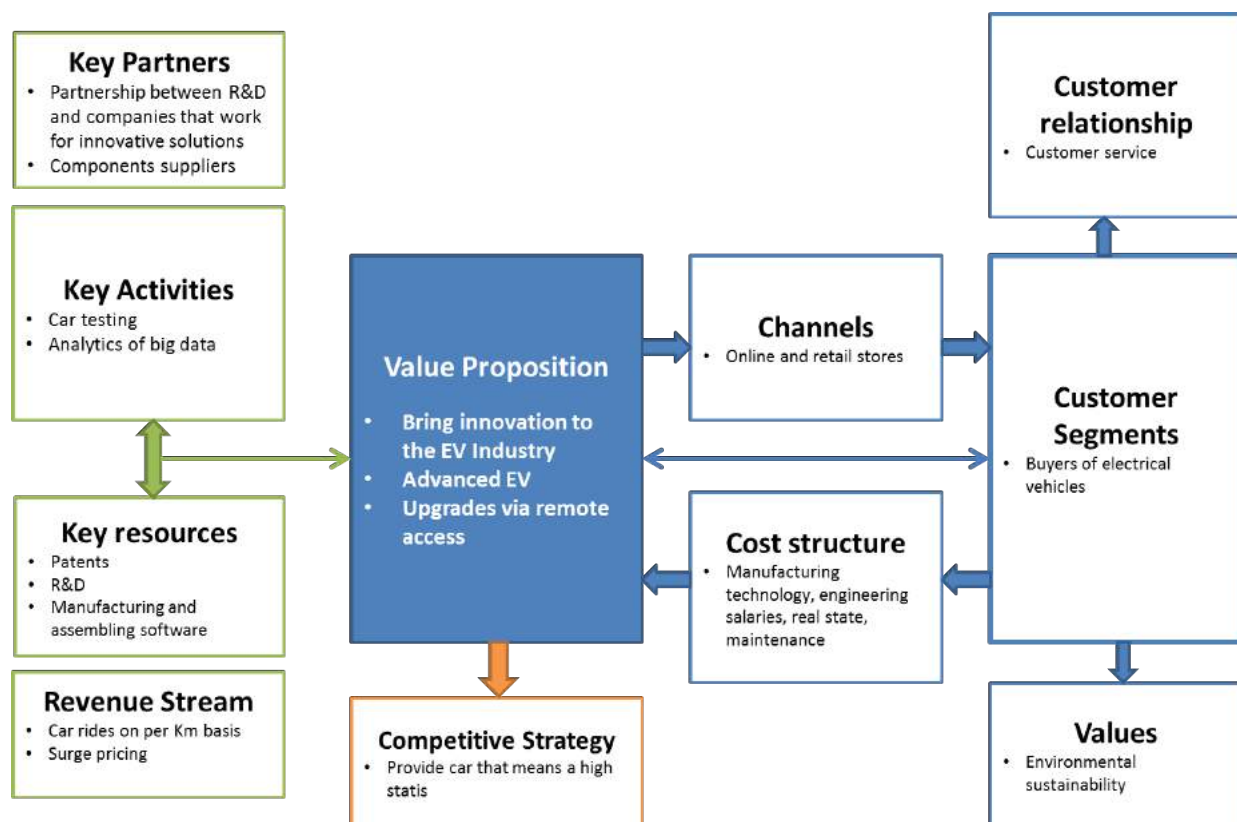 Key Partners
• Partnership between R&D
and companies that work
for innovative solutions
• Components suppliers
Key Activities
• Car testing
• Analytics of big data
Key resources
• Patents
• R&D
• Manufacturing and
assembling software
Revenue Stream
• Car rides on per Km basis
• Surge pricing
Value Proposition
• Bring innovation to
the EV Industry
• Advanced EV
• Upgrades via remote
access
Competitive Strategy
• Provide car that means a high
statis
Channels
• Online and retail stores
Cost structure
• Manufacturing
technology, engineering
salaries, real state,
maintenance
Customer
relationship
• Customer service
Customer
Segments
• Buyers of electrical
vehicles
Values
• Environmental
sustainability